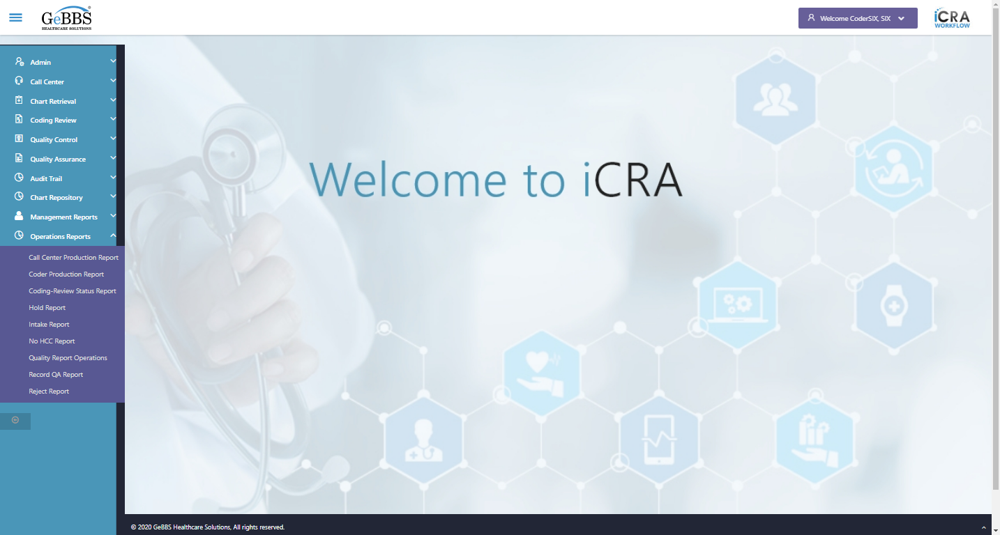 GeBBS
HEALTHCARE SOLUTIONS
Welcome CoderSIX, SIX
iCRA
WORKFLOW
Admin
Call Center
Chart Retrieval
Coding Review
Quality Control
Quality Assurance
Audit Trail
Chart Repository
Management Reports
Operations Reports
Call Center Production Report
Coder Production Report
Coding-Review Status Report
Hold Report
Intake Report
No HCC Report
Quality Report Operations
Record QA Report
Reject Report
Welcome to iCRA
© 2020 GeBBS Healthcare Solutions, All rights reserved.